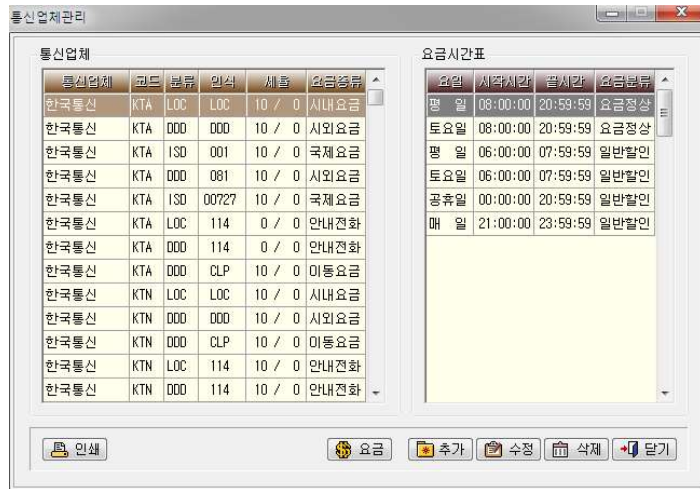 통신업체관리
통신업체
통신업체 코드 분류 인식 세율 요금종류
한국통신 KTA LOC LOC 10 / 0 시내요금
한국통신 KTA DDD DDD 10 / 0 시외요금
한국통신 KTA ISD 001 10 / 0 국제요금
한국통신 KTA DDD 081 10 / 0 시외요금
한국통신 KTA ISD 00727 10 / 0 국제요금
한국통신 KTA LOC 114 0 / 0 안내전화
한국통신 KTA DDD 114 0 / 0 안내전화
한국통신 KTA DDD CLP 10 / 0 이동요금
한국통신 KTN LOC LOC 10 / 0 시내요금
한국통신 KTN DDD DDD 10 / 0 시외요금
한국통신 KTN DDD CLP 10 / 0 이동요금
한국통신 KTN LOC 114 10 / 0 안내전화
한국통신 KTN DDD 114 10 / 0 안내전화
요금시간표
요일 시작시간 끝시간 요금분류
평 일 08:00:00 20:59:59 요금정상
토요일 08:00:00 20:59:59 요금정상
평 일 06:00:00 07:59:59 일반할인
토요일 06:00:00 07:59:59 일반할인
공휴일 00:00:00 20:59:59 일반할인
매 일 21:00:00 23:59:59 일반할인
인쇄 요금 추가 수정 삭제 닫기